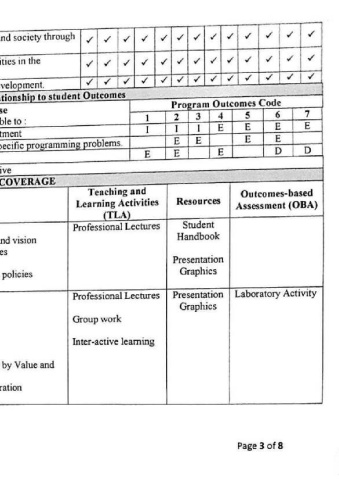 nd society through ✓ ✓ ✓ ✓ ✓ ✓ ✓ ✓ ✓ ✓ ✓ ✓ ✓
ities in the ✓ ✓ ✓ ✓ ✓ ✓ ✓ ✓ ✓ ✓ ✓ ✓ ✓
velopment. ✓ ✓ ✓ ✓ ✓ ✓ ✓ ✓ ✓ ✓ ✓ ✓ ✓
tionship to student Outcomes
se Program Outcomes Code
ble to : 1 2 3 4 5 6 7
tment I I I E E E E
pecific programming problems. E E E E
E E E D D
ive
COVERAGE
Teaching and
Learning Activities
(TLA)
Resources
Outcomes-based
Assessment (OBA)
nd vision
es
policies
Professional Lectures
Student
Handbook
Presentation
Graphics
by Value and
ration
Professional Lectures
Group work
Inter-active learning
Presentation
Graphics
Laboratory Activity
Page 3 of 8